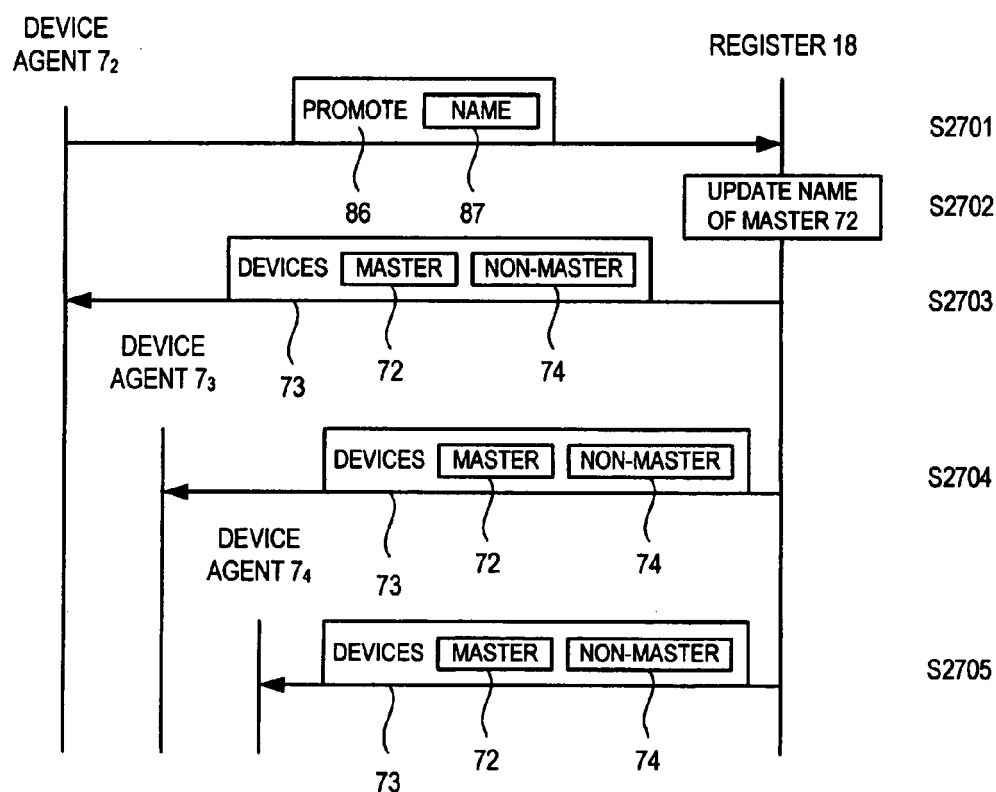 DEVICE
AGENT 7₂
REGISTER 18
PROMOTE NAME
S2701
86 87
UPDATE NAME
OF MASTER 72
S2702
DEVICES MASTER NON-MASTER
S2703
73 72 74
DEVICE
AGENT 7₃
DEVICES MASTER NON-MASTER
S2704
73 72 74
DEVICE
AGENT 7₄
DEVICES MASTER NON-MASTER
S2705
73 72 74